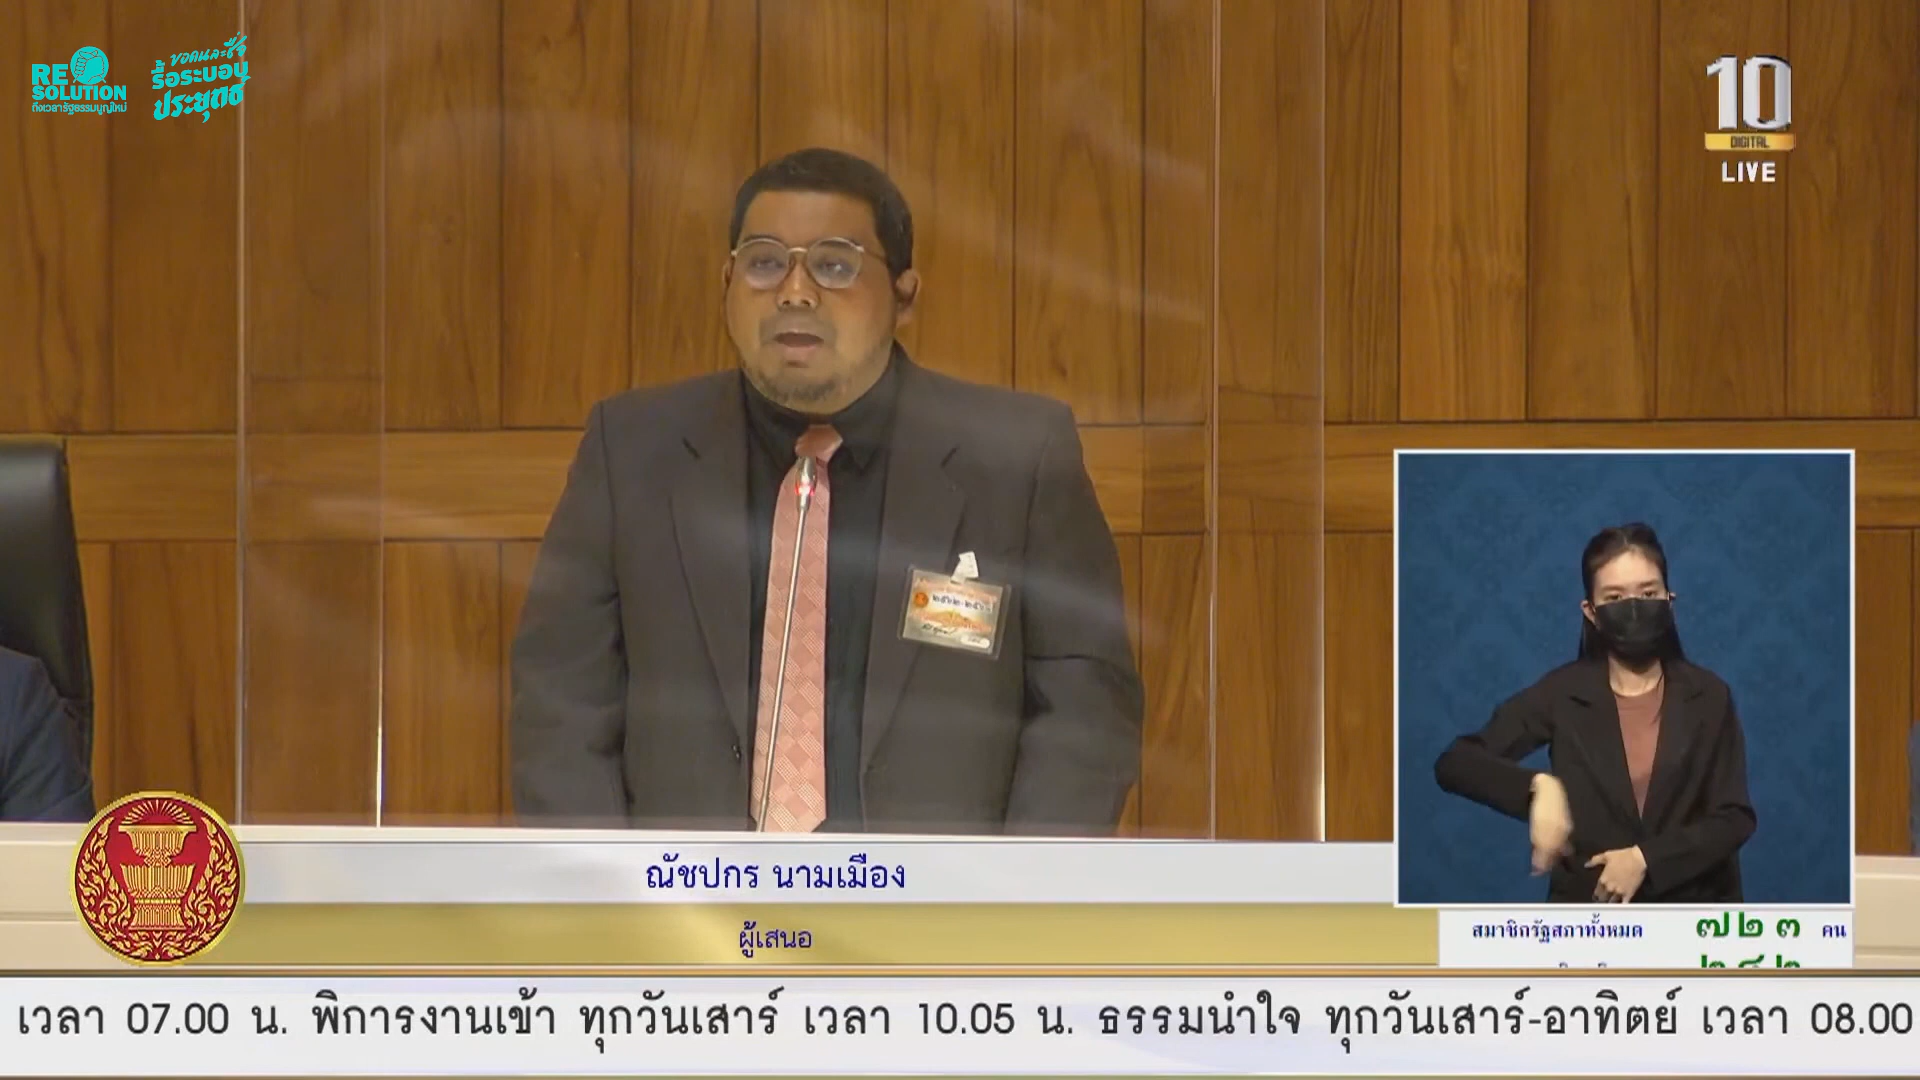 RE
SOLUTION
ถึงเวลารัฐธรรมนูญใหม่
ขอคนละชื่อ
รื้อระบอบ
ประยุทธ์
10
DIGITAL
LIVE
ณัชปกร นามเมือง
ผู้เสนอ
สมาชิกรัฐสภาทั้งหมด ๗๒๓ คน
เวลา 07.00 น. พิการงานเข้า ทุกวันเสาร์ เวลา 10.05 น. ธรรมนำใจ ทุกวันเสาร์-อาทิตย์ เวลา 08.00